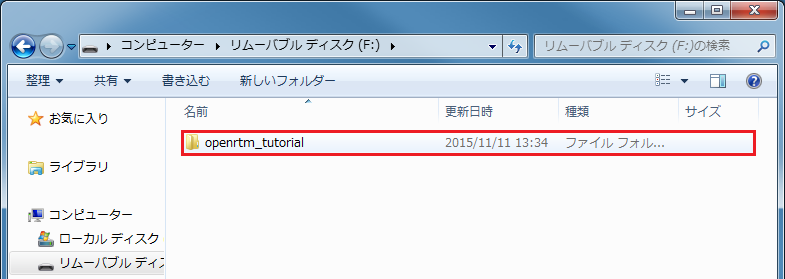 コンピューター ▸ リムーバブル ディスク (F:) ▸
リムーバブル ディスク (F:)の検索
整理 共有 書き込む 新しいフォルダー
名前 更新日時 種類 サイズ
お気に入り
openrtm_tutorial 2015/11/11 13:34 ファイル フォル...
ライブラリ
コンピューター
ローカル ディスク
リムーバブル ディス